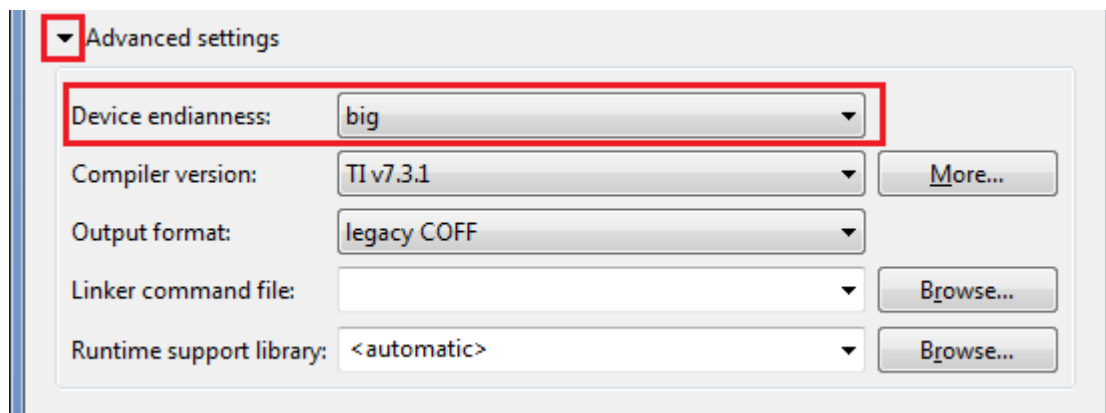 Advanced settings
Device endianness: big
Compiler version: TI v7.3.1 More...
Output format: legacy COFF
Linker command file: Browse...
Runtime support library: <automatic> Browse...